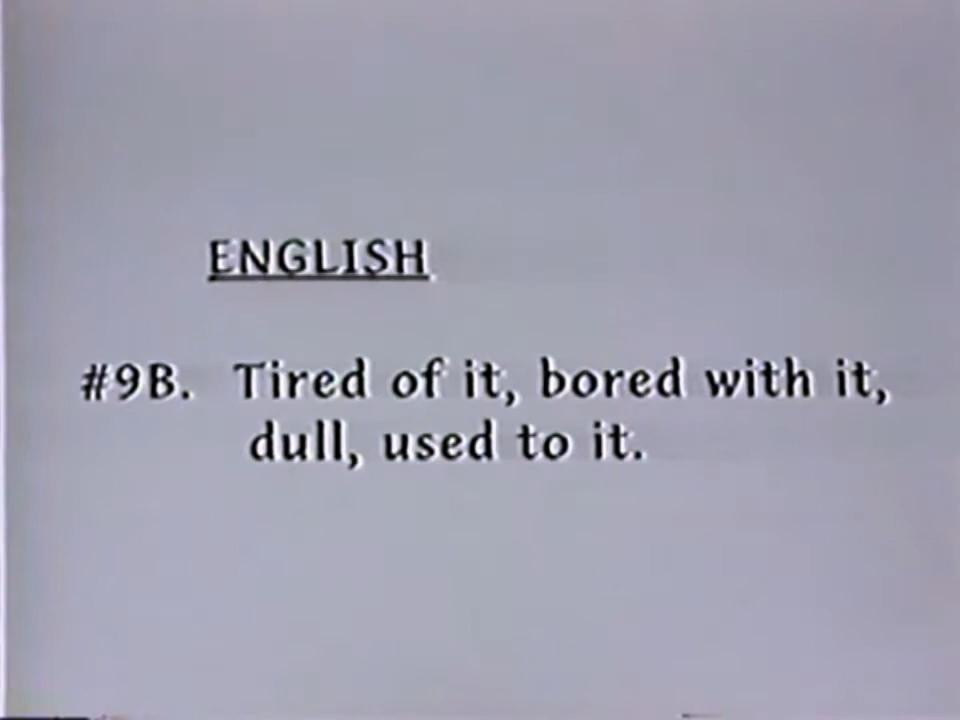 ENGLISH
#9B. Tired of it, bored with it,
dull, used to it.